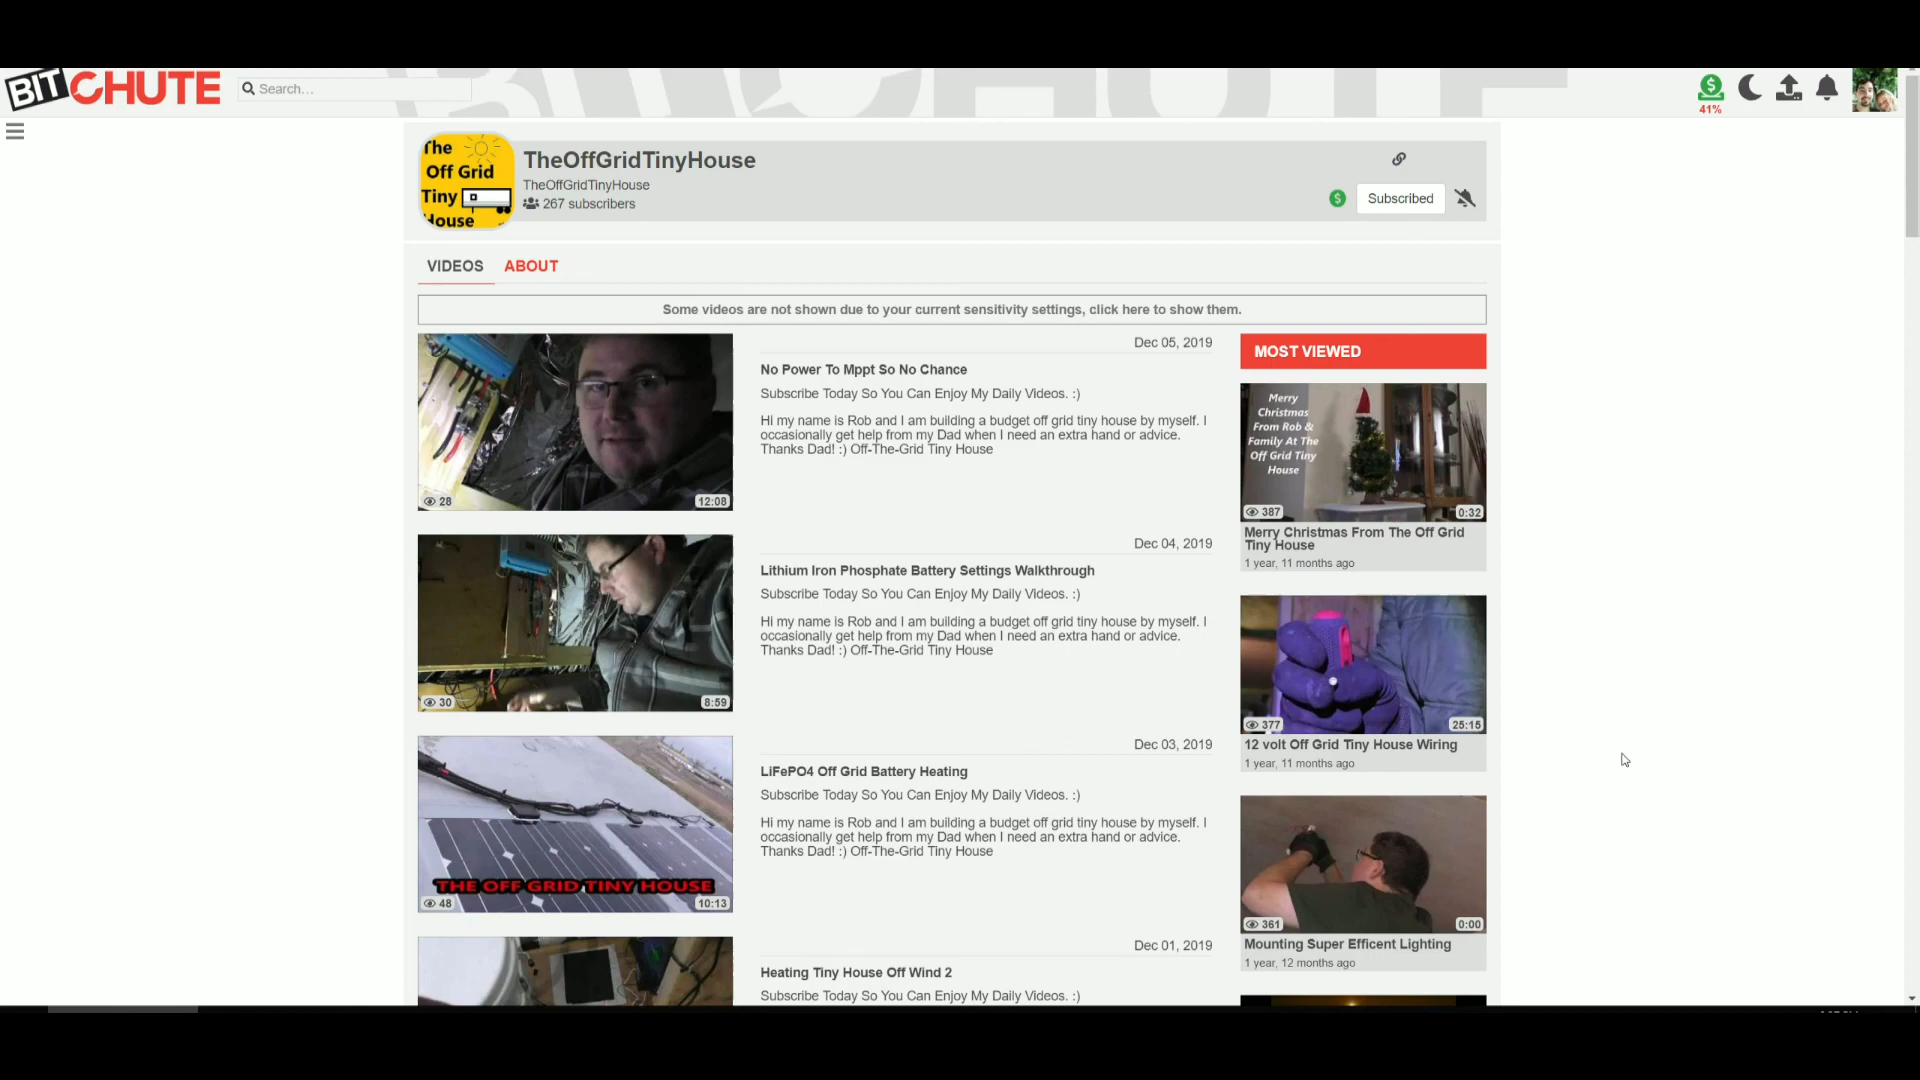 BITCHUTE
Search...
41%
The
Off Grid
Tiny
House
TheOffGridTinyHouse
TheOffGridTinyHouse
267 subscribers
Subscribed
VIDEOS ABOUT
Some videos are not shown due to your current sensitivity settings, click here to show them.
28
12:08
Dec 05, 2019
No Power To Mppt So No Chance
Subscribe Today So You Can Enjoy My Daily Videos. :)
Hi my name is Rob and I am building a budget off grid tiny house by myself. I
occasionally get help from my Dad when I need an extra hand or advice.
Thanks Dad! :) Off-The-Grid Tiny House
30
8:59
Dec 04, 2019
Lithium Iron Phosphate Battery Settings Walkthrough
Subscribe Today So You Can Enjoy My Daily Videos. :)
Hi my name is Rob and I am building a budget off grid tiny house by myself. I
occasionally get help from my Dad when I need an extra hand or advice.
Thanks Dad! :) Off-The-Grid Tiny House
THE OFF GRID TINY HOUSE
48
10:13
Dec 03, 2019
LiFePO4 Off Grid Battery Heating
Subscribe Today So You Can Enjoy My Daily Videos. :)
Hi my name is Rob and I am building a budget off grid tiny house by myself. I
occasionally get help from my Dad when I need an extra hand or advice.
Thanks Dad! :) Off-The-Grid Tiny House
Dec 01, 2019
Heating Tiny House Off Wind 2
Subscribe Today So You Can Enjoy My Daily Videos. :)
MOST VIEWED
Merry
Christmas
From Rob &
Family At The
Off Grid Tiny
House
387
0:32
Merry Christmas From The Off Grid
Tiny House
1 year, 11 months ago
377
25:15
12 volt Off Grid Tiny House Wiring
1 year, 11 months ago
361
0:00
Mounting Super Efficent Lighting
1 year, 12 months ago